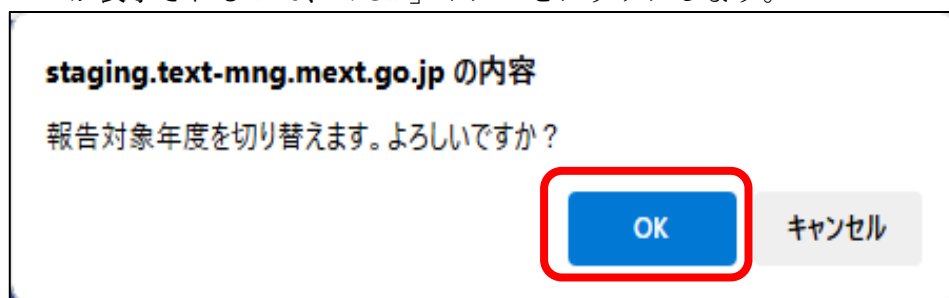 staging.text-mng.mext.go.jp の内容
報告対象年度を切り替えます。よろしいですか？
OK
キャンセル